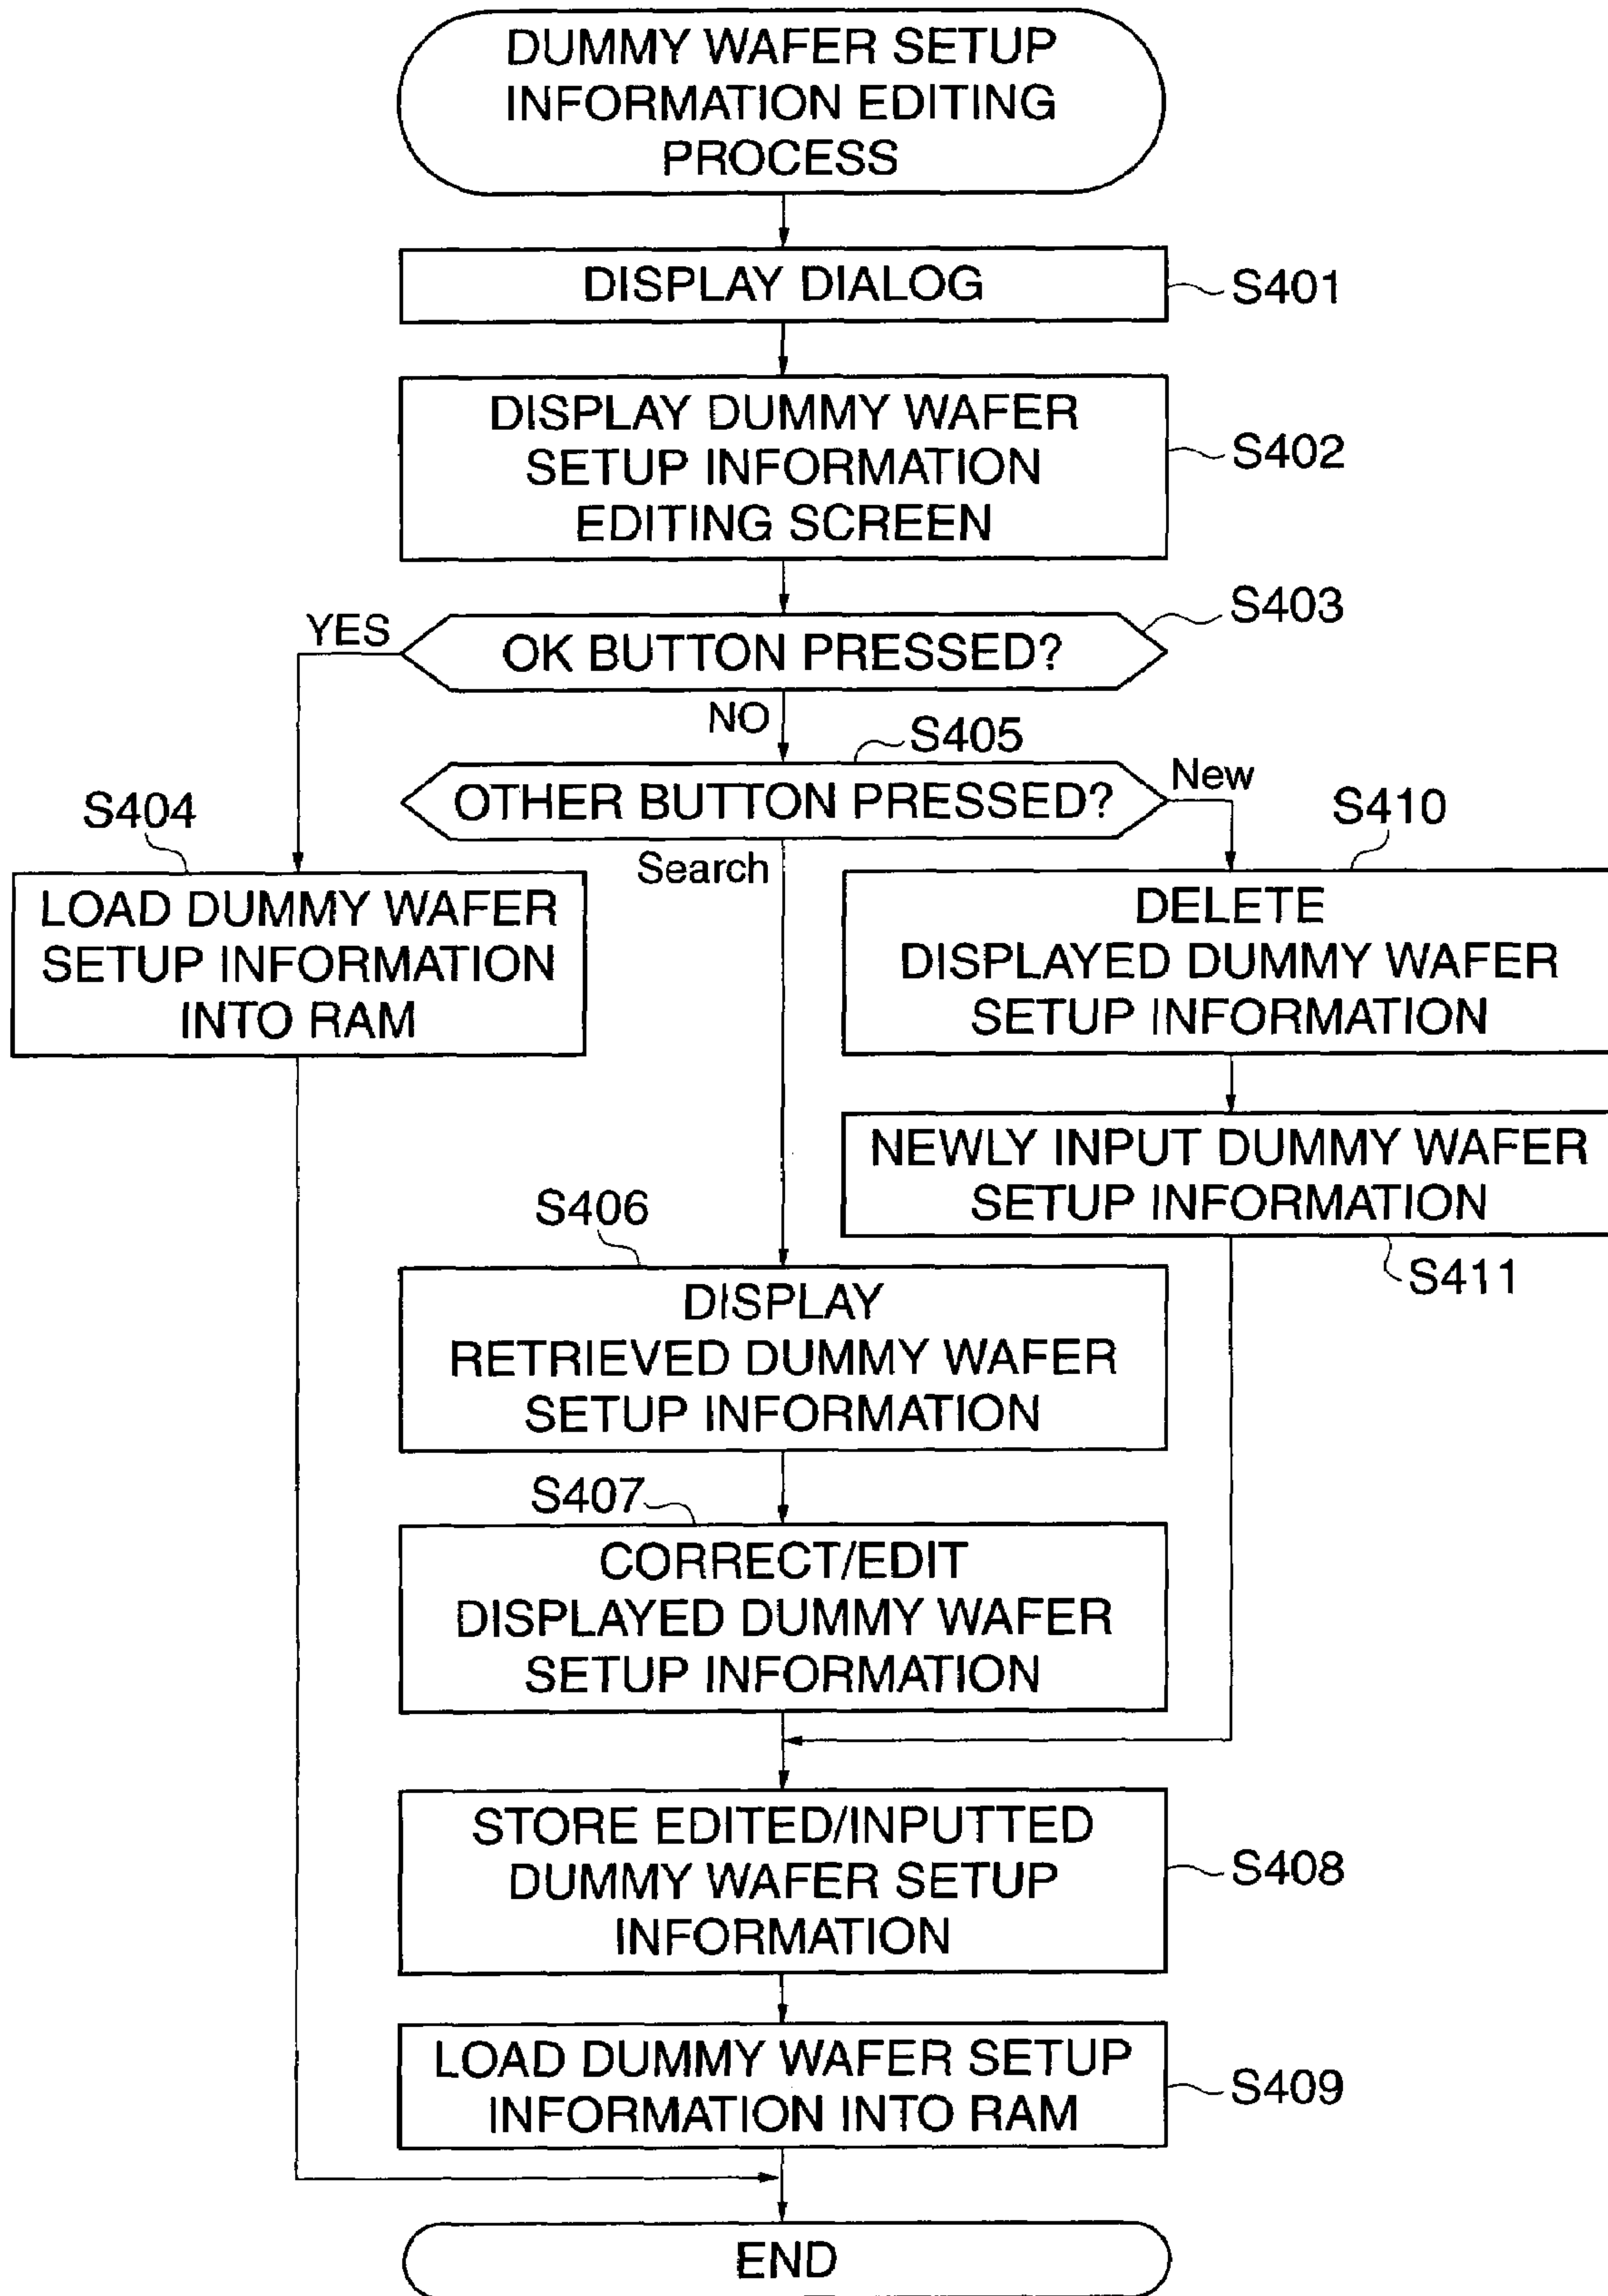 DUMMY WAFER SETUP
INFORMATION EDITING
PROCESS
DISPLAY DIALOG
S401
DISPLAY DUMMY WAFER
SETUP INFORMATION
EDITING SCREEN
S402
S403
YES
OK BUTTON PRESSED?
NO
S405
OTHER BUTTON PRESSED?
New
S404
S410
Search
LOAD DUMMY WAFER
SETUP INFORMATION
INTO RAM
DELETE
DISPLAYED DUMMY WAFER
SETUP INFORMATION
NEWLY INPUT DUMMY WAFER
SETUP INFORMATION
S411
S406
DISPLAY
RETRIEVED DUMMY WAFER
SETUP INFORMATION
S407
CORRECT/EDIT
DISPLAYED DUMMY WAFER
SETUP INFORMATION
STORE EDITED/INPUTTED
DUMMY WAFER SETUP
INFORMATION
S408
LOAD DUMMY WAFER SETUP
INFORMATION INTO RAM
S409
END